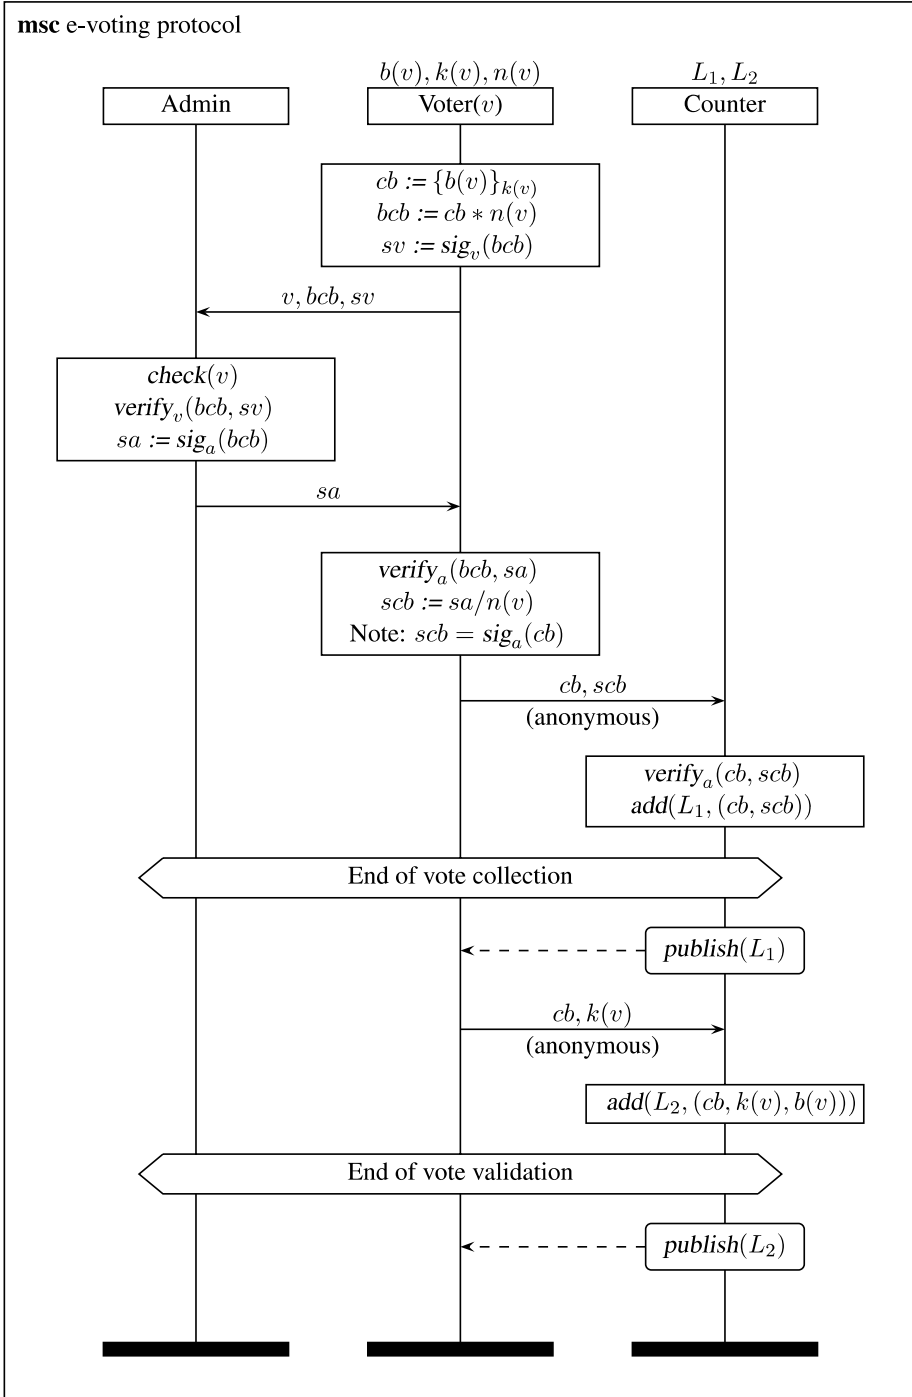 msc e-voting protocol
b(v), k(v), n(v)
L₁, L₂
Admin
Voter(v)
Counter
cb := {b(v)}ₖ₍ᵥ₎
bcb := cb * n(v)
sv := sigᵥ(bcb)
v, bcb, sv
check(v)
verifyᵥ(bcb, sv)
sa := sigₐ(bcb)
sa
verifyₐ(bcb, sa)
scb := sa/n(v)
Note: scb = sigₐ(cb)
cb, scb
(anonymous)
verifyₐ(cb, scb)
add(L₁, (cb, scb))
End of vote collection
publish(L₁)
cb, k(v)
(anonymous)
add(L₂, (cb, k(v), b(v)))
End of vote validation
publish(L₂)